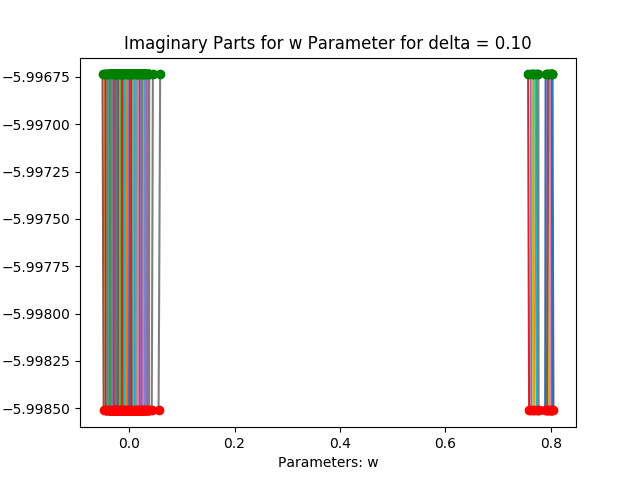 Imaginary Parts for w Parameter for delta = 0.10
−5.99675
−5.99700
−5.99725
−5.99750
−5.99775
−5.99800
−5.99825
−5.99850
0.0 0.2 0.4 0.6 0.8
Parameters: w